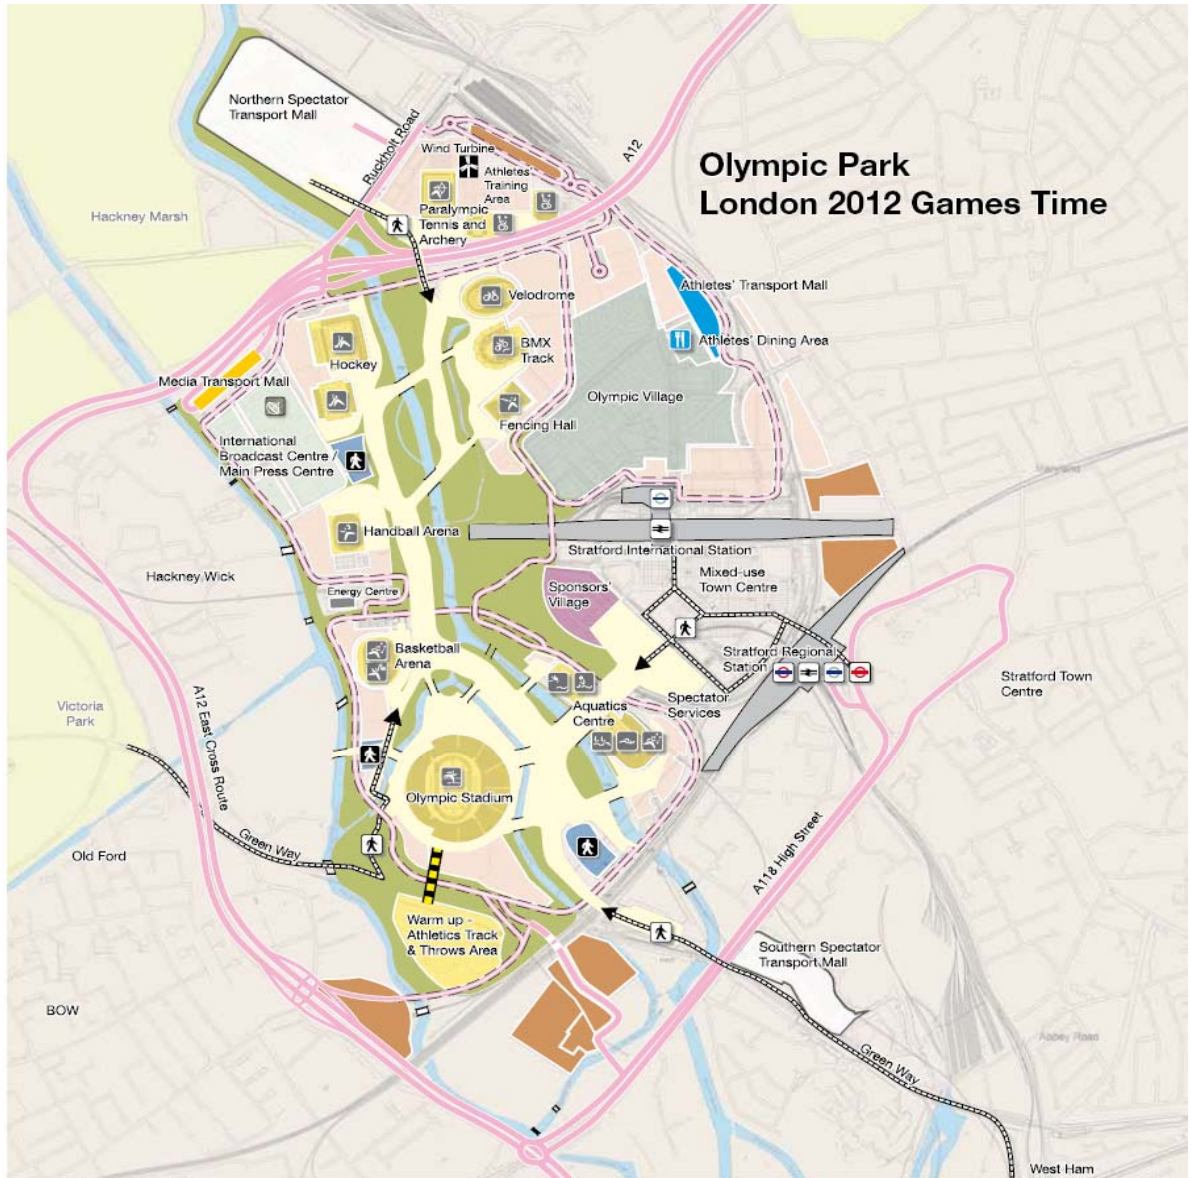 Northern Spectator
Transport Mall
Ruckholt Road
Wind Turbine
Athletes'
Training
Area
A12
Olympic Park
London 2012 Games Time
Hackney Marsh
Paralympic
Tennis and
Archery
Velodrome
Athletes' Transport Mall
Hockey
BMX
Track
Athletes' Dining Area
Media Transport Mall
Olympic Village
Fencing Hall
International
Broadcast Centre /
Main Press Centre
Maryland
Handball Arena
Stratford International Station
Hackney Wick
Mixed-use
Town Centre
Energy Centre
Sponsors'
Village
Basketball
Arena
Stratford Regional
Station
Stratford Town
Centre
A12 East Cross Route
Victoria
Park
Aquatics
Centre
Spectator
Services
Olympic Stadium
Green Way
Old Ford
A118 High Street
Warm up -
Athletics Track
& Throws Area
Southern Spectator
Transport Mall
BOW
Abbey Road
Green Way
West Ham